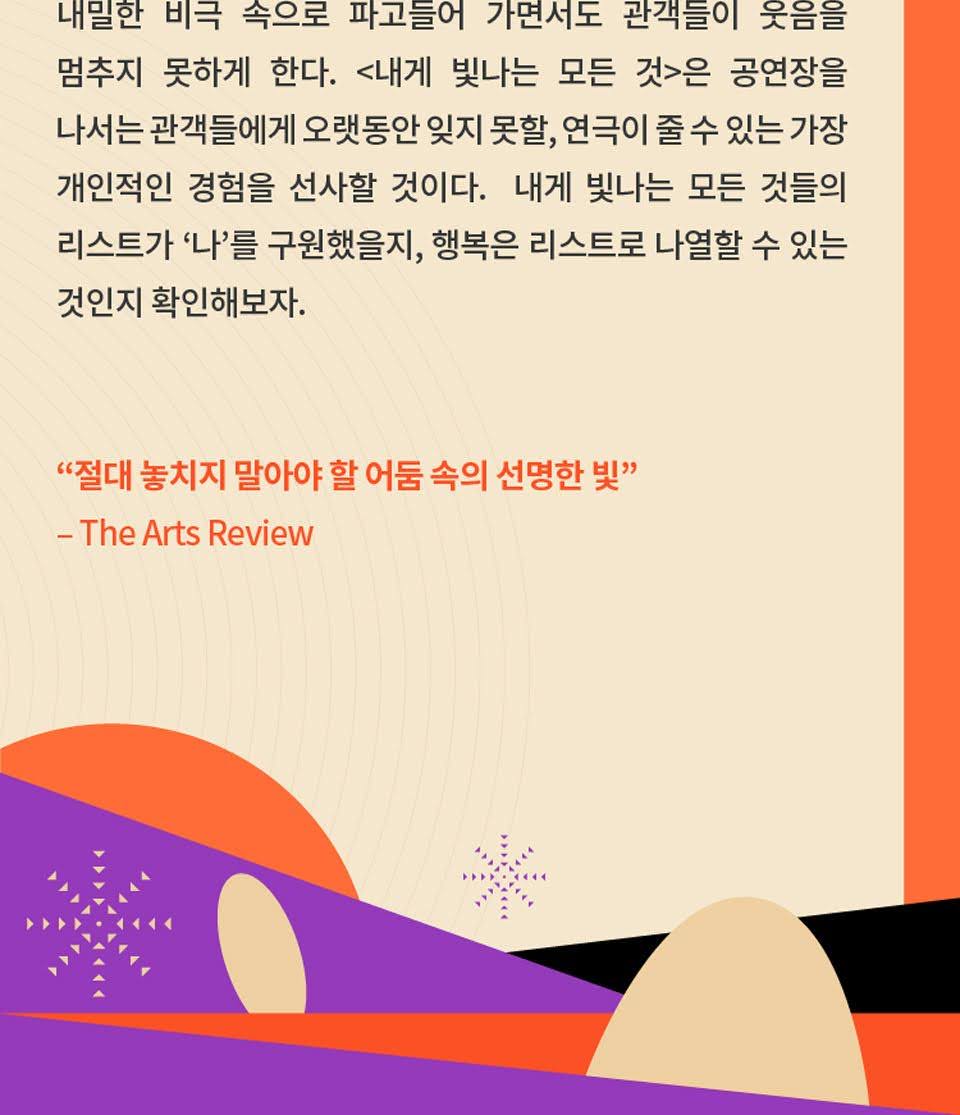 내밀한 비극 속으로 파고들어 가면서도 관객들이 웃음을
멈추지 못하게 한다. <내게 빛나는 모든 것>은 공연장을
나서는 관객들에게 오랫동안 잊지 못할, 연극이 줄 수 있는 가장
개인적인 경험을 선사할 것이다. 내게 빛나는 모든 것들의
리스트가 ‘나’를 구원했을지, 행복은 리스트로 나열할 수 있는
것인지 확인해보자.
“절대 놓치지 말아야 할 어둠 속의 선명한 빛”
– The Arts Review